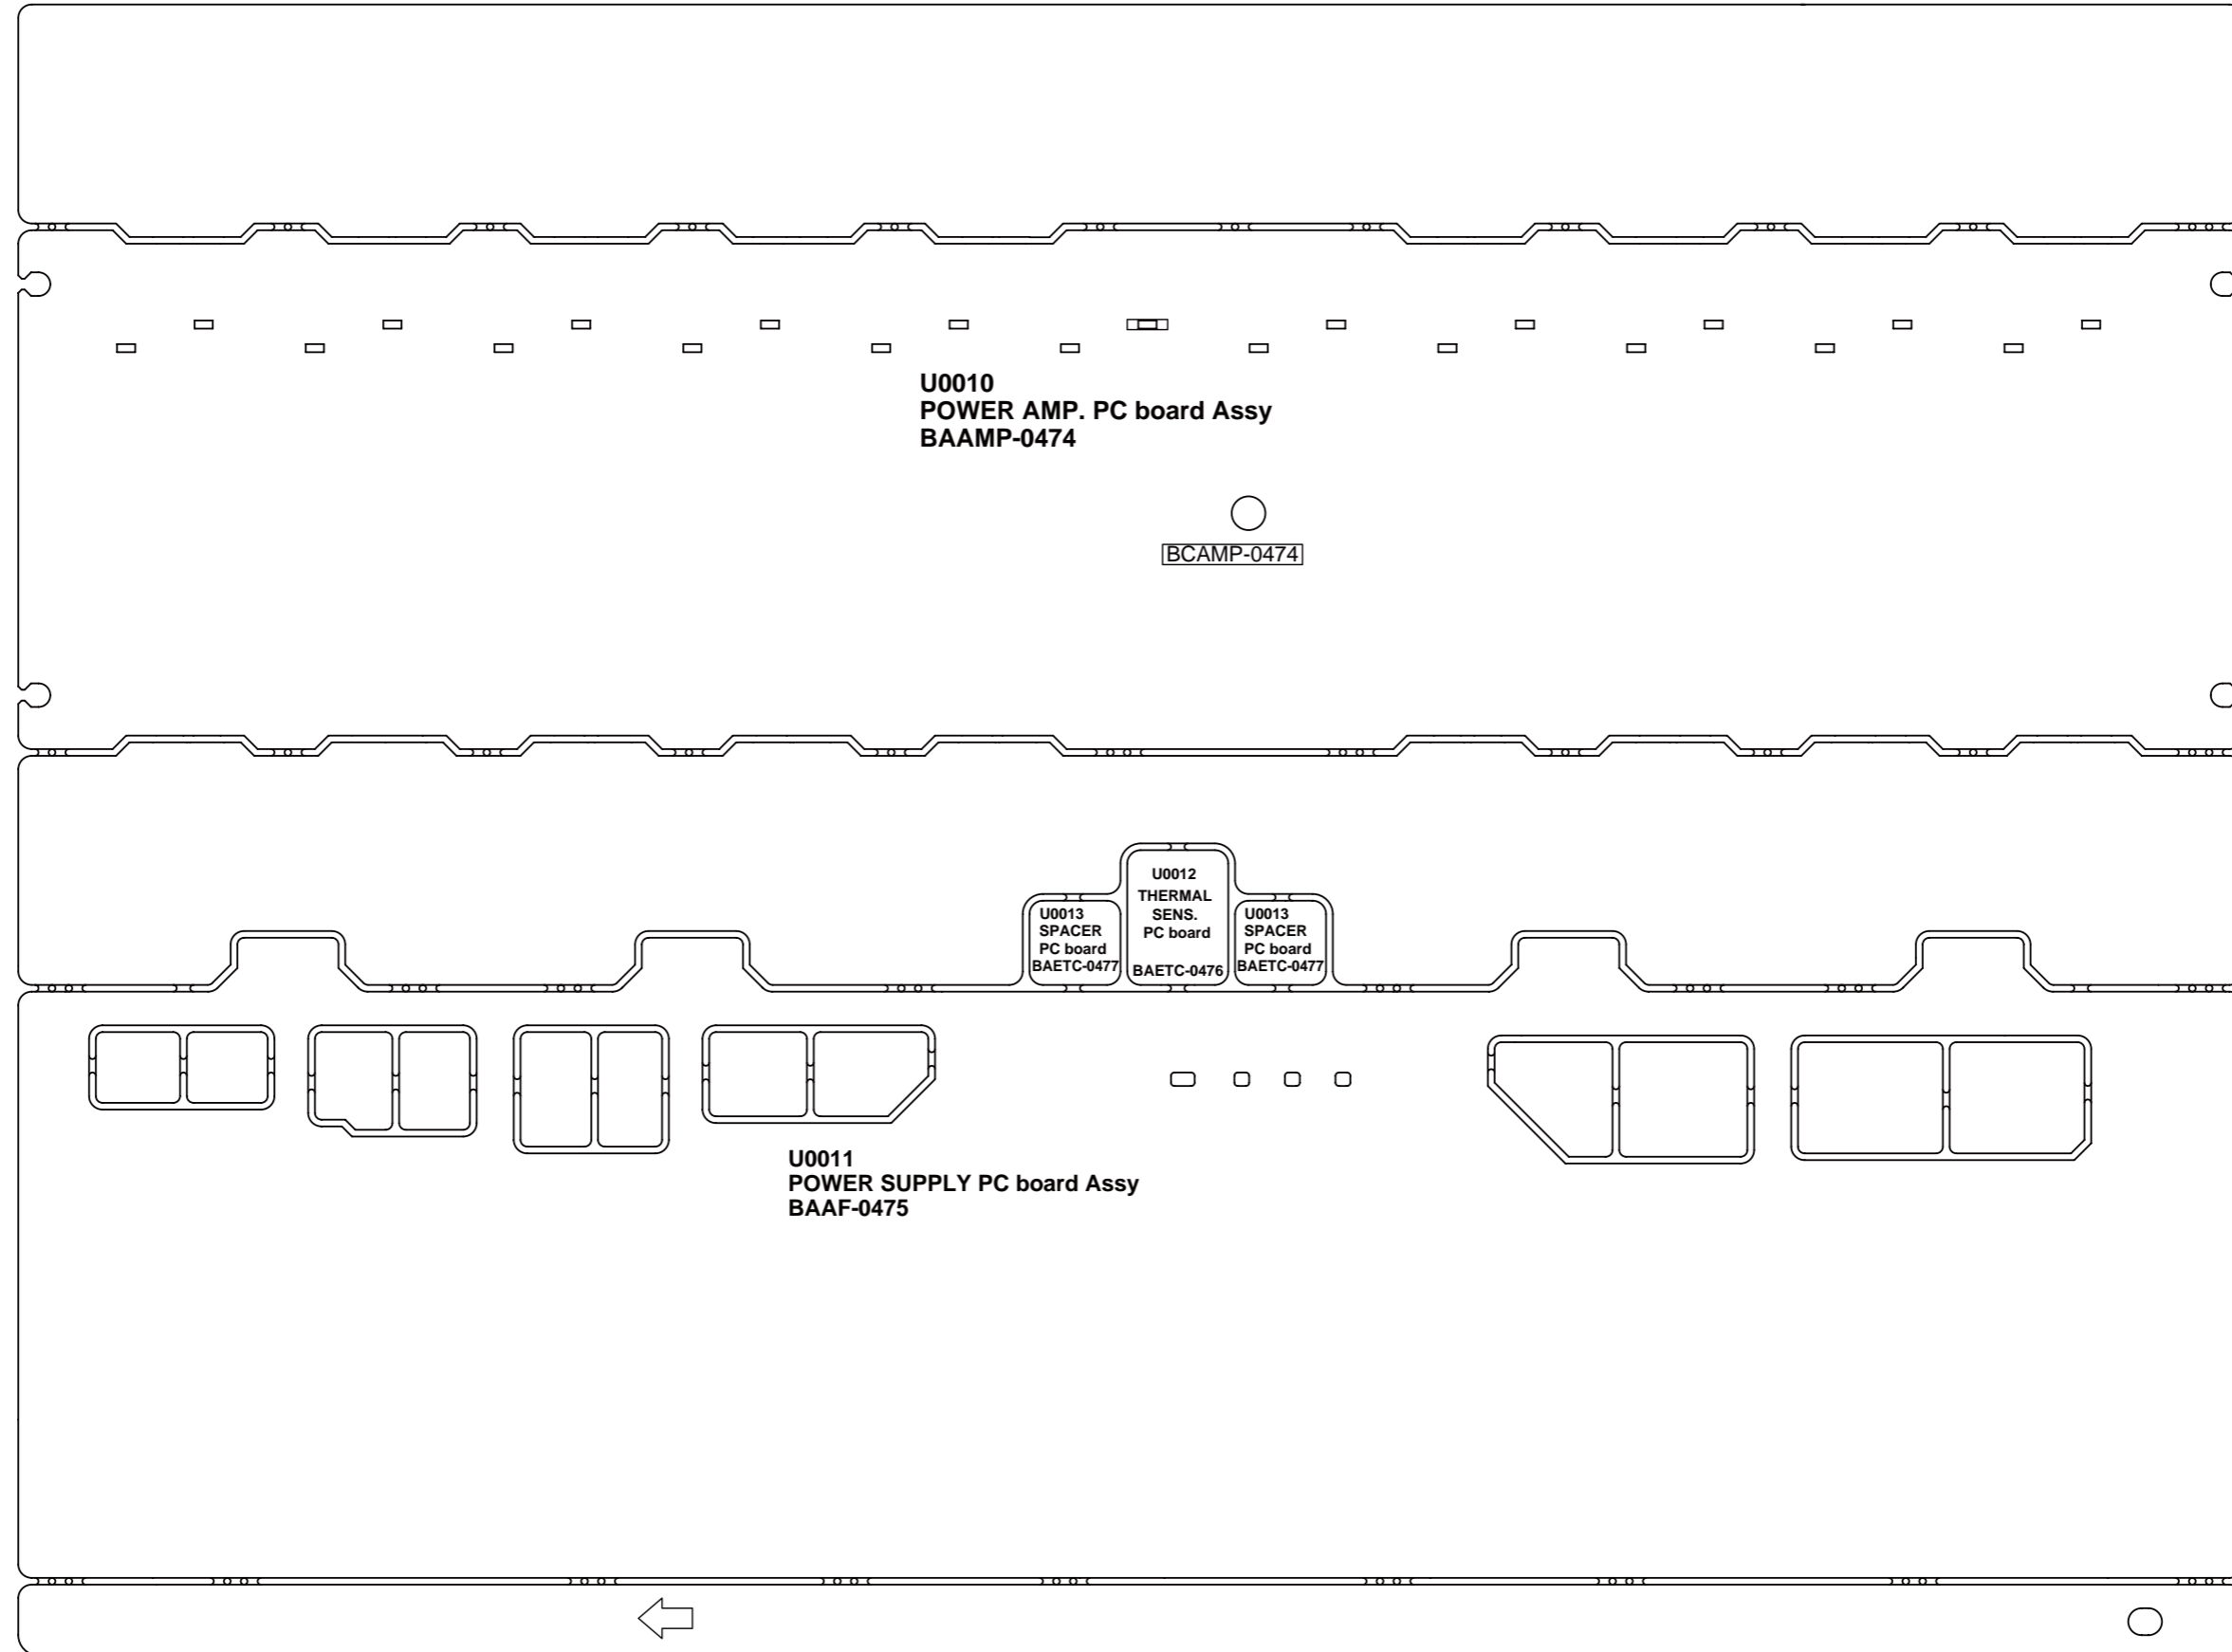 U0010
POWER AMP. PC board Assy
BAAMP-0474
BCAMP-0474
U0012
THERMAL
SENS.
PC board
BAETC-0476
U0013
SPACER
PC board
BAETC-0477
U0013
SPACER
PC board
BAETC-0477
U0011
POWER SUPPLY PC board Assy
BAAF-0475